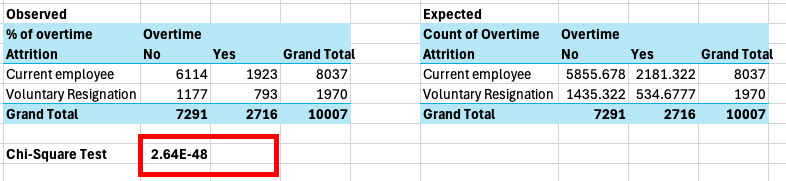 Observed Expected
% of overtime Overtime Count of Overtime Overtime
Attrition No Yes Grand Total Attrition No Yes Grand Total
Current employee 6114 1923 8037 Current employee 5855.678 2181.322 8037
Voluntary Resignation 1177 793 1970 Voluntary Resignation 1435.322 534.6777 1970
Grand Total 7291 2716 10007 Grand Total 7291 2716 10007
Chi-Square Test 2.64E-48